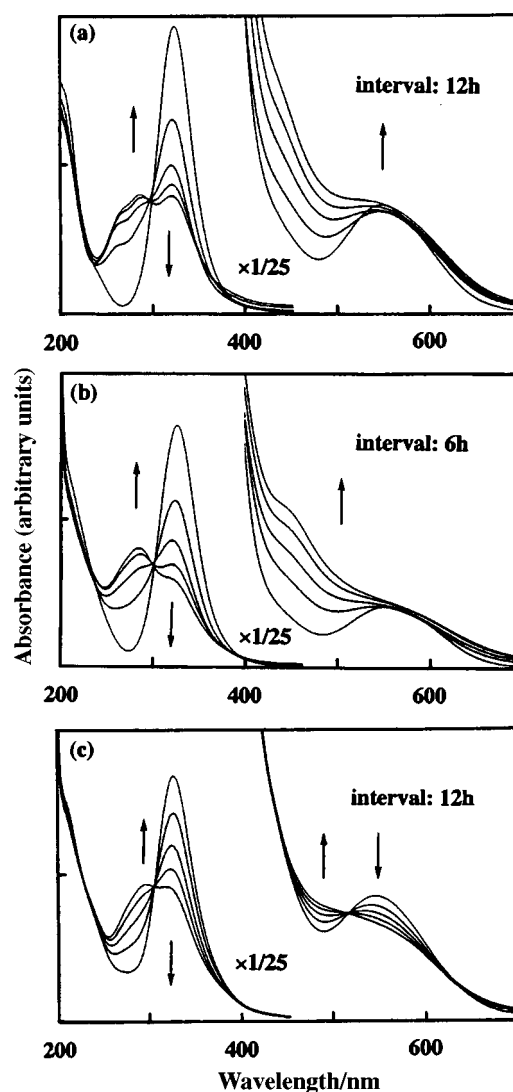 (a)
interval: 12h
×1/25
200
400
600
(b)
interval: 6h
×1/25
200
400
600
(c)
interval: 12h
×1/25
200
400
600
Absorbance (arbitrary units)
Wavelength/nm